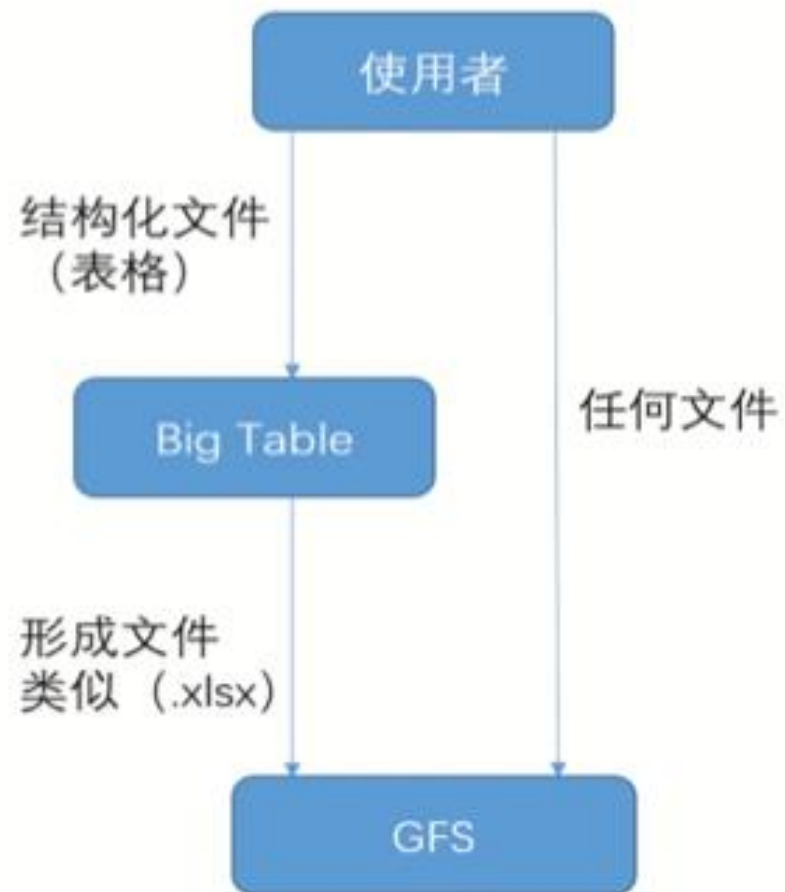 使用者
结构化文件
（表格）
Big Table
任何文件
形成文件
类似（.xlsx）
GFS